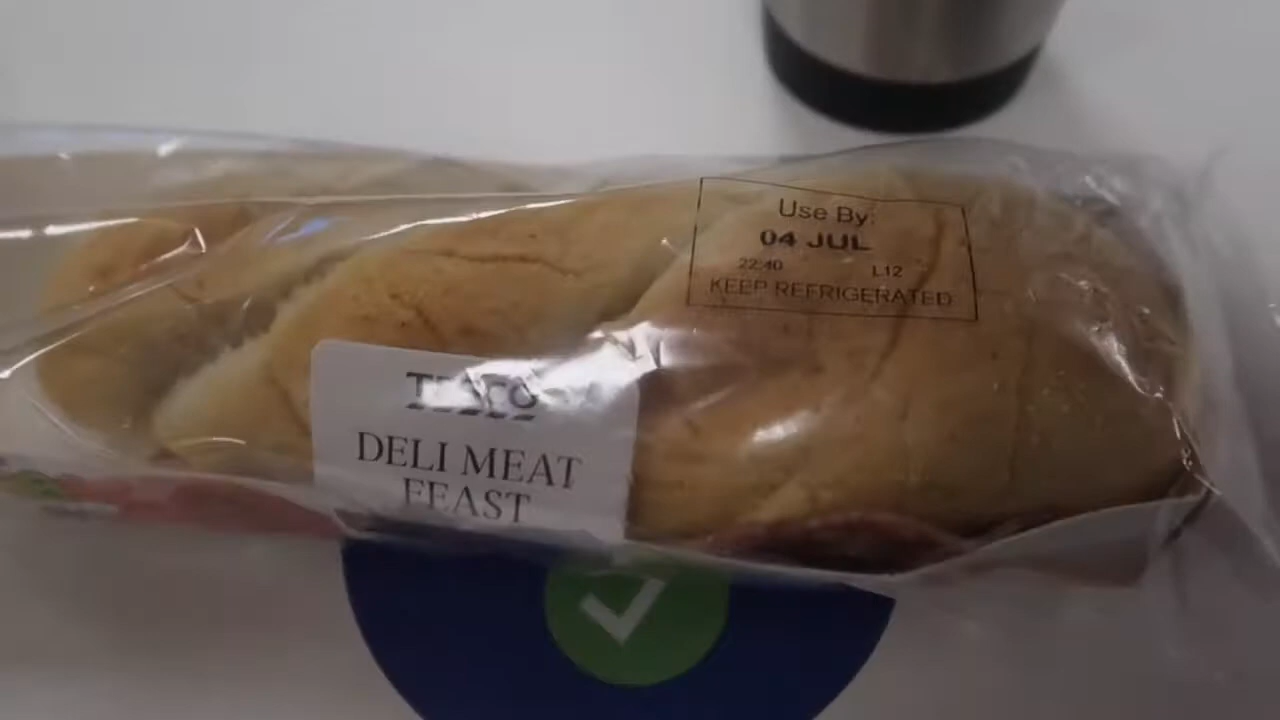 Use By:
04 JUL
22:40 L12
KEEP REFRIGERATED
TESCO
DELI MEAT
FEAST